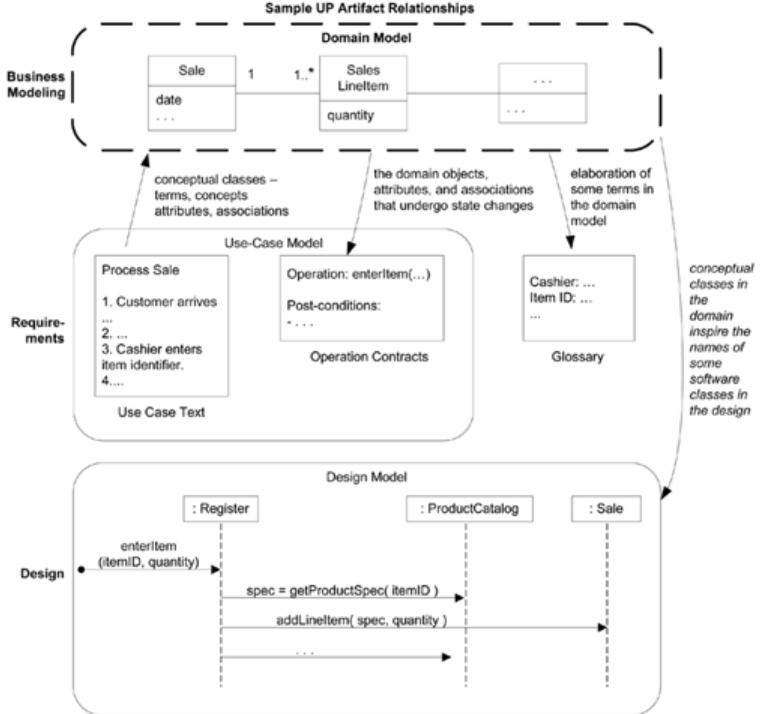 Sample UP Artifact Relationships
Domain Model
Business
Modeling
Sale
1
1..*
Sales
LineItem
. . .
date
. . .
quantity
. . .
conceptual classes –
terms, concepts
attributes, associations
the domain objects,
attributes, and associations
that undergo state changes
elaboration of
some terms in
the domain
model
Use-Case Model
Require-
ments
Process Sale
1. Customer arrives
...
2. ...
3. Cashier enters
item identifier.
4....
Use Case Text
Operation: enterItem(…)
Post-conditions:
- . . .
Operation Contracts
Cashier: …
Item ID: …
...
Glossary
conceptual
classes in
the
domain
inspire the
names of
some
software
classes in
the design
Design Model
Design
: Register
: ProductCatalog
: Sale
enterItem
(itemID, quantity)
spec = getProductSpec( itemID )
addLineItem( spec, quantity )
. . .